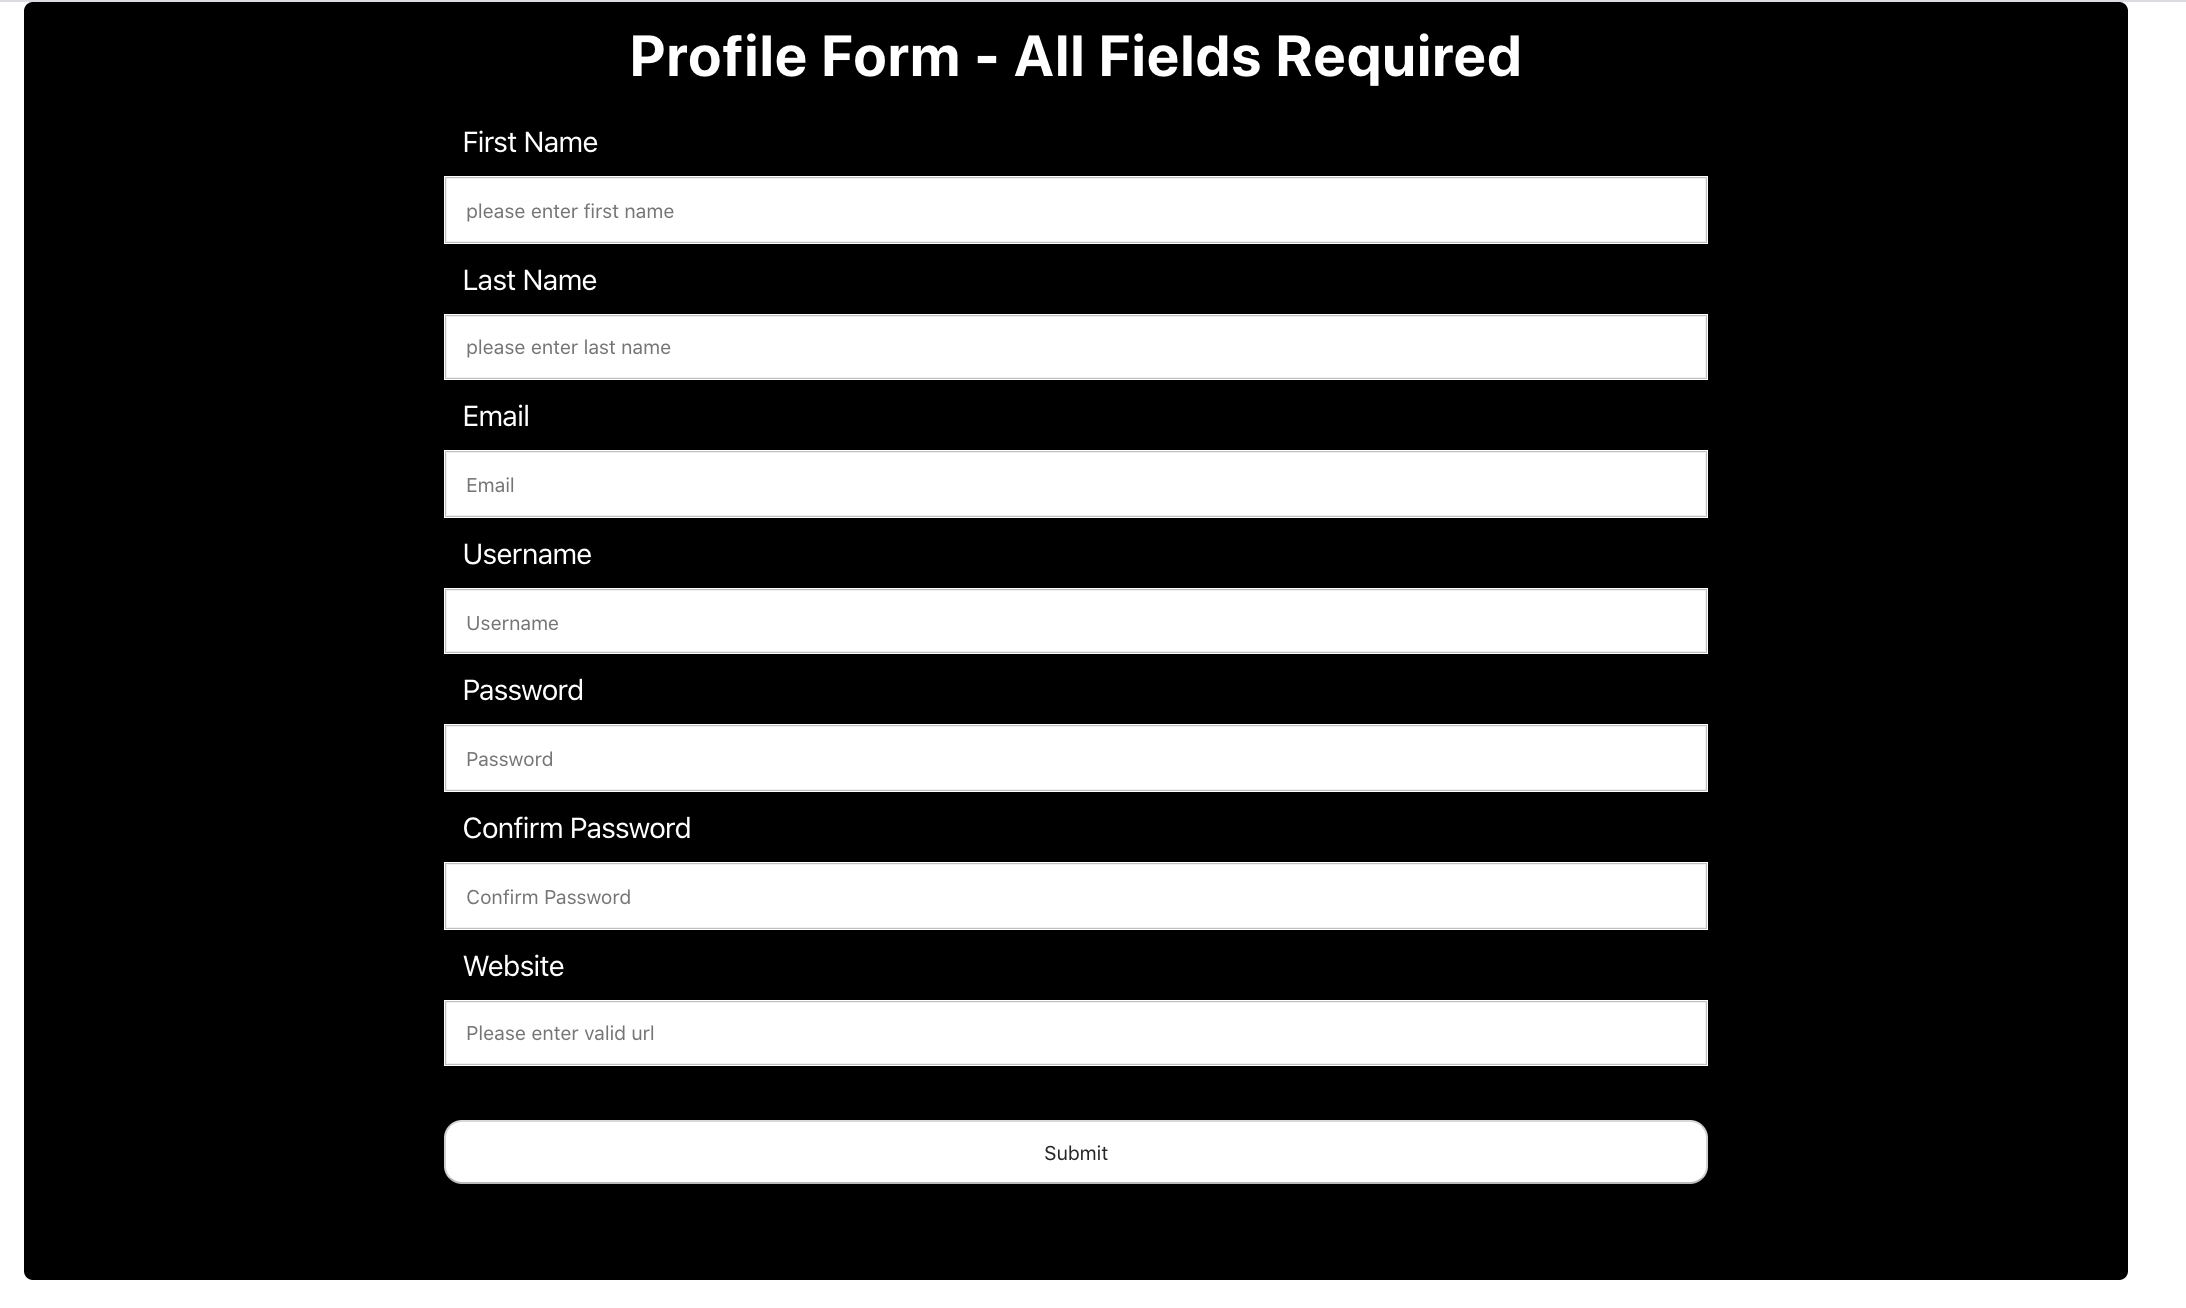 Profile Form - All Fields Required
First Name
please enter first name
Last Name
please enter last name
Email
Email
Username
Username
Password
Password
Confirm Password
Confirm Password
Website
Please enter valid url
Submit